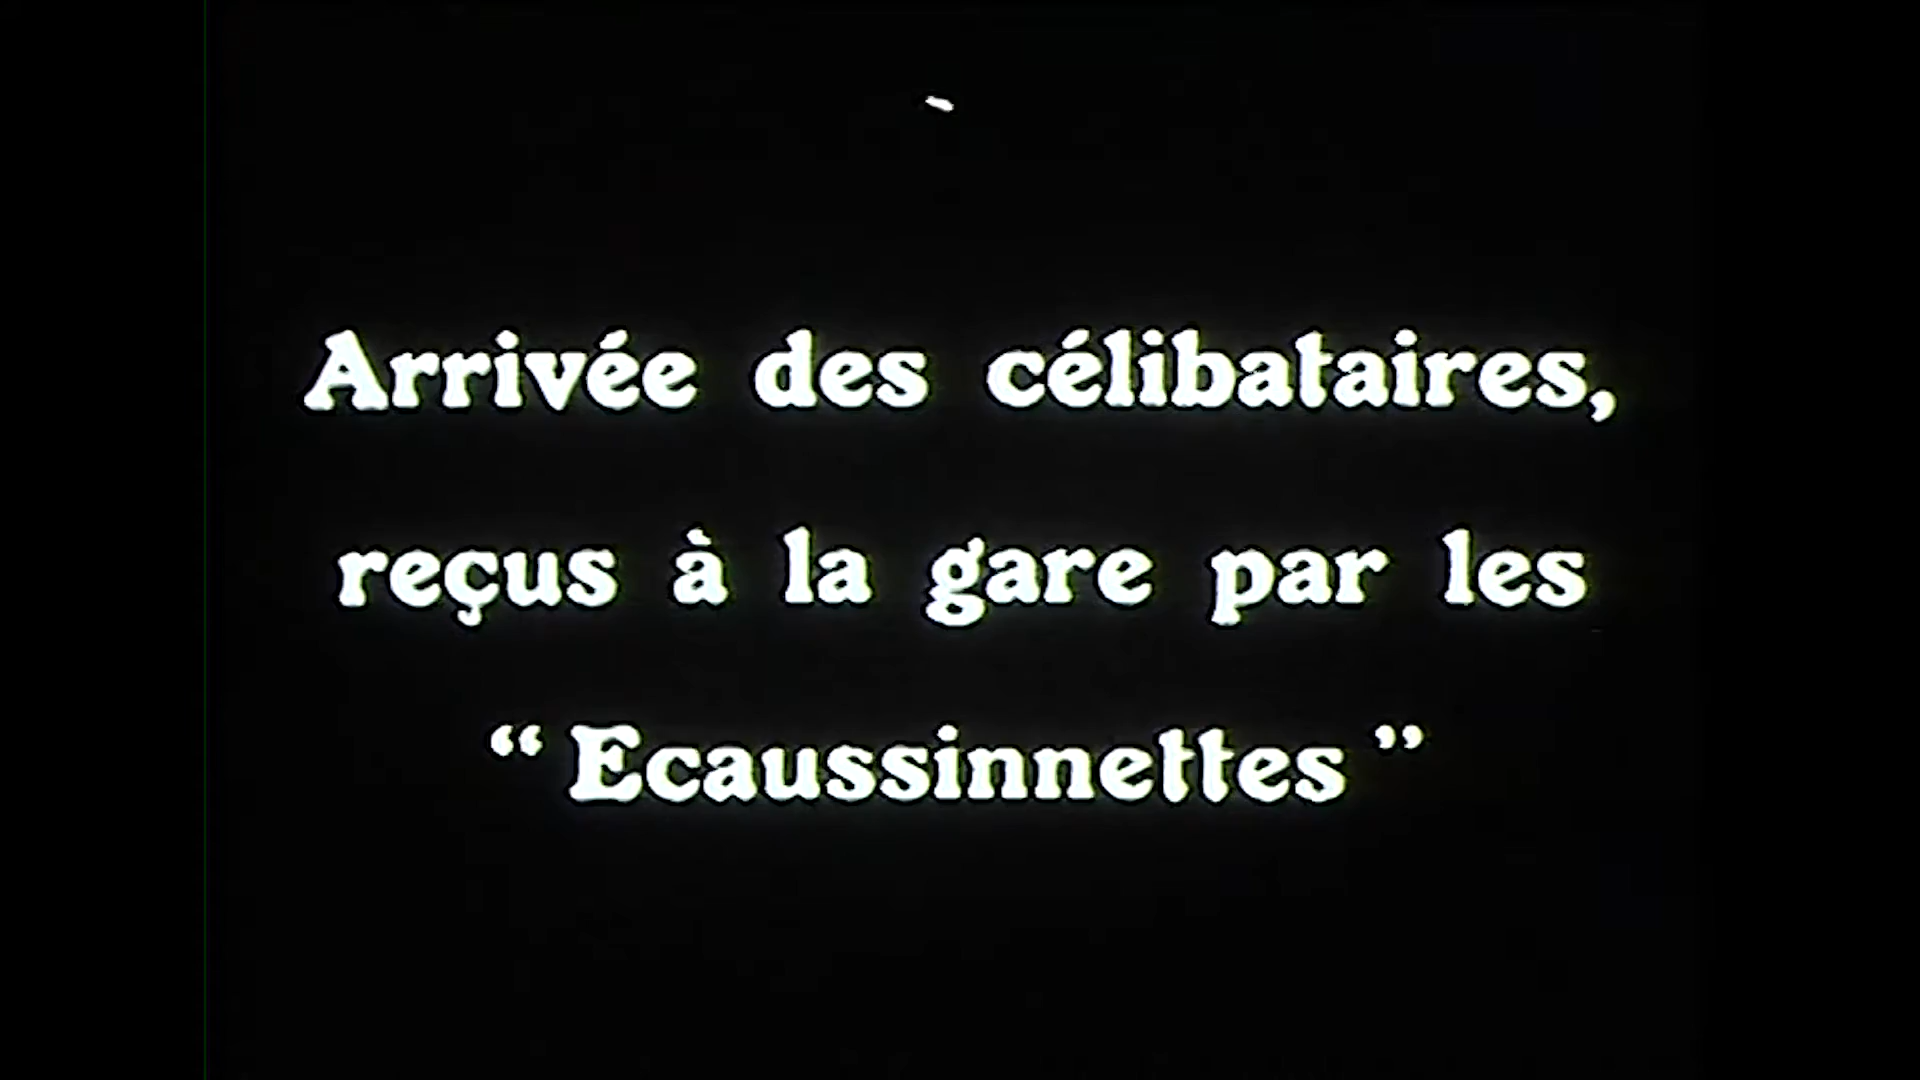 Arrivée des célibataires,
reçus à la gare par les
“ Ecaussinnettes ”